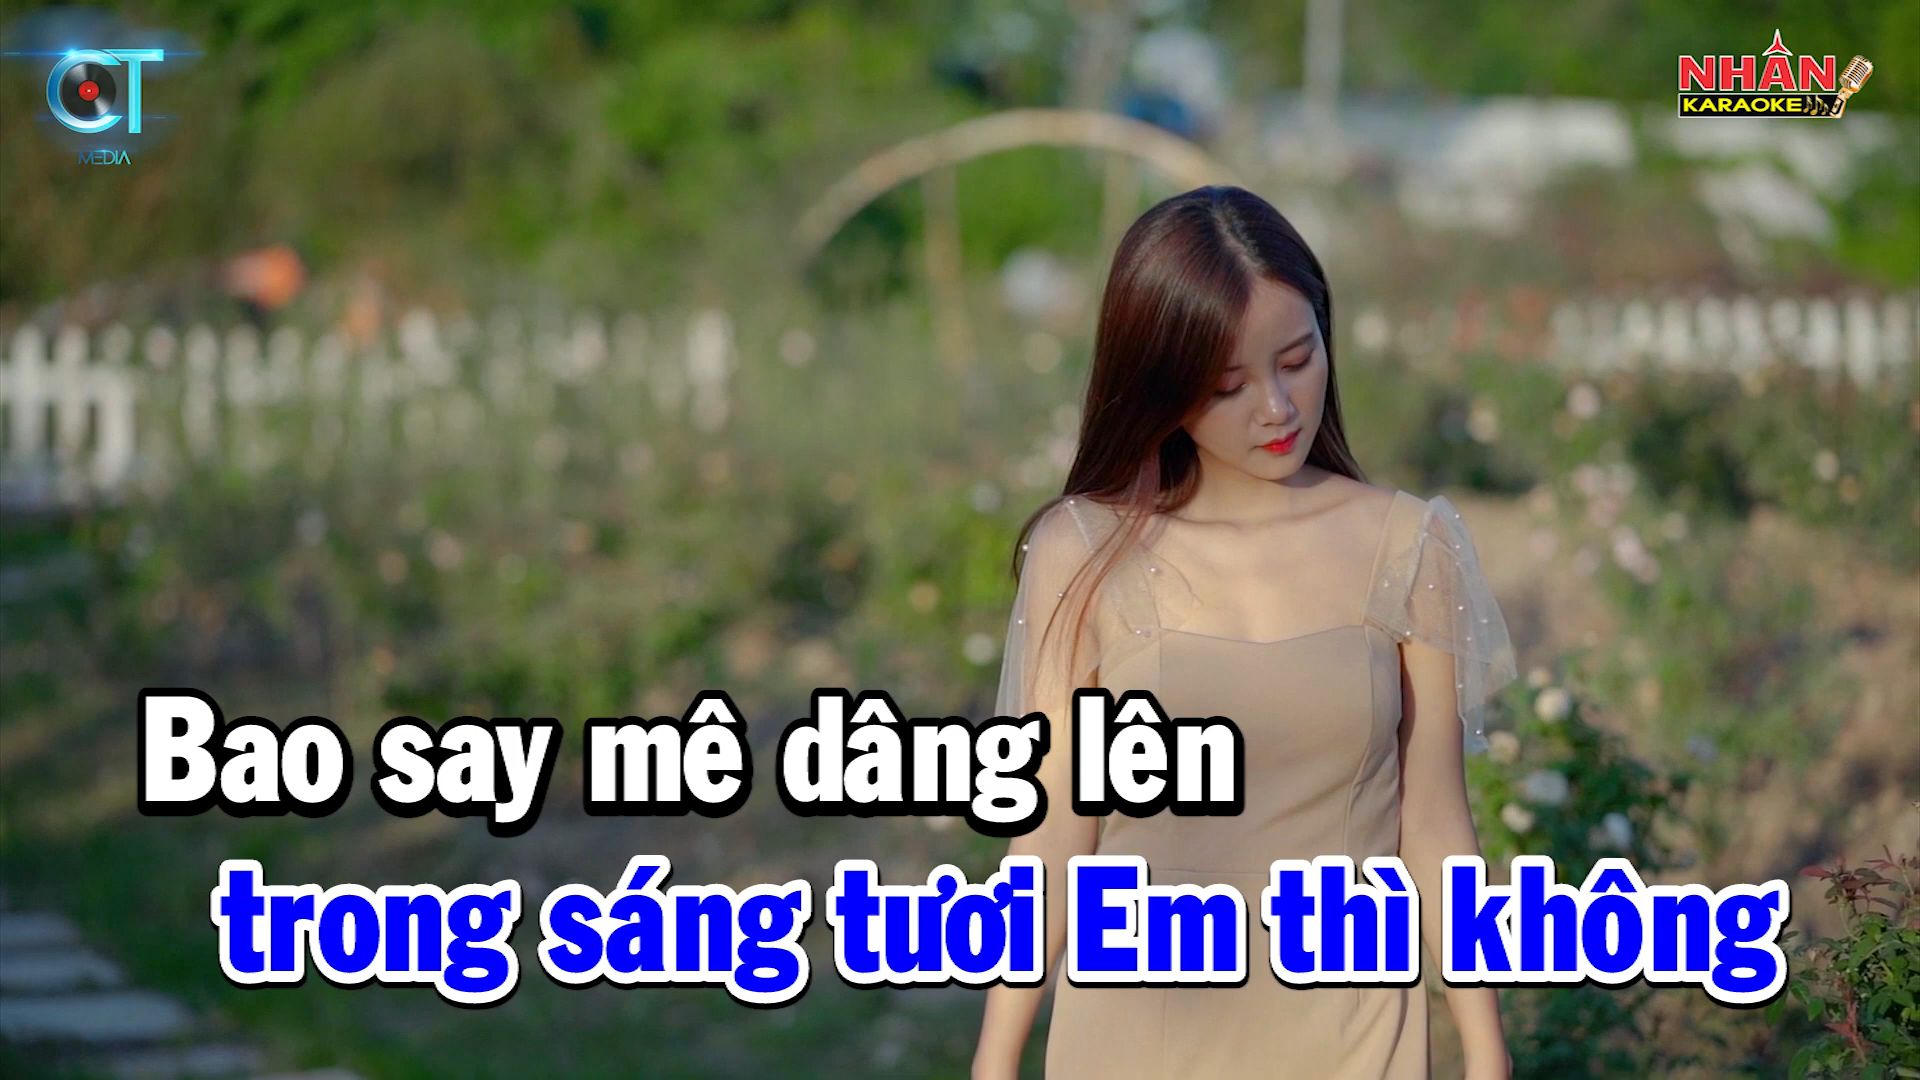 CT
MEDIA
NHÂN
KARAOKE
Bao say mê dâng lên
trong sáng tươi Em thì không